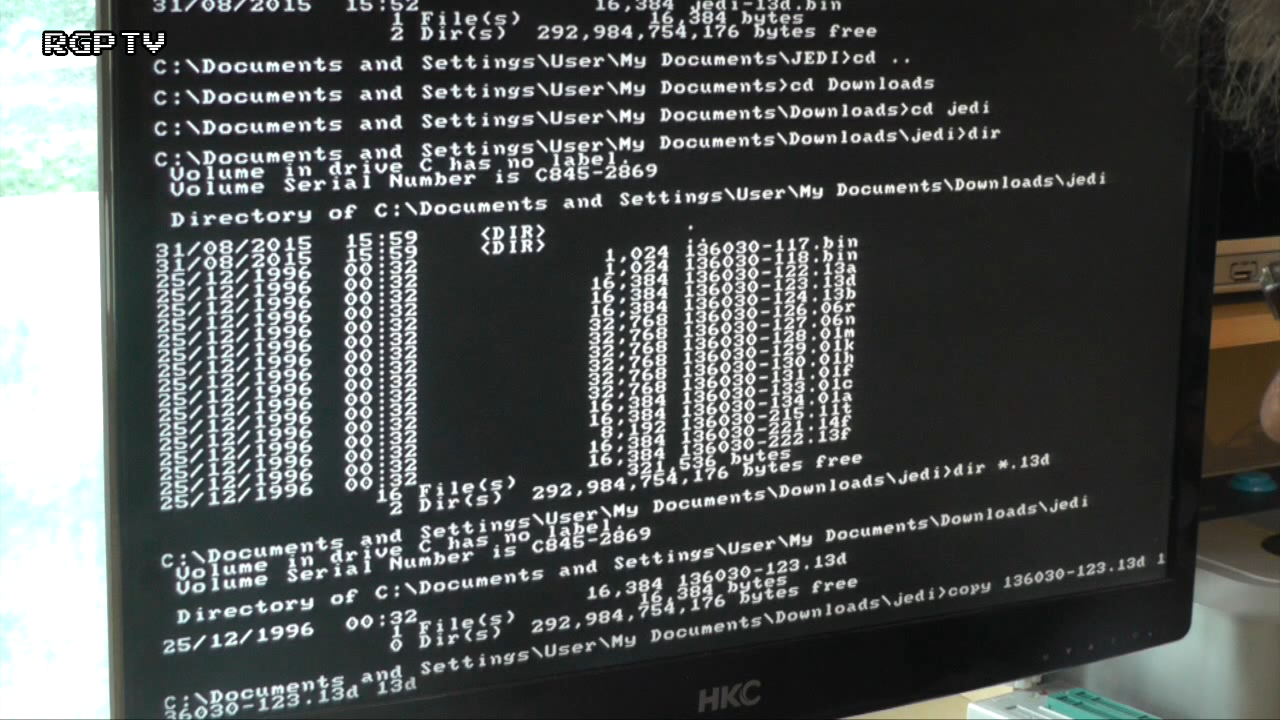 RGPTV
31/08/2015 15:52 16,384 jedi-13d.bin
1 File(s) 16,384 bytes
2 Dir(s) 292,984,754,176 bytes free
C:\Documents and Settings\User\My Documents\JEDI>cd ..
C:\Documents and Settings\User\My Documents>cd Downloads
C:\Documents and Settings\User\My Documents\Downloads>cd jedi
C:\Documents and Settings\User\My Documents\Downloads\jedi>dir
Volume in drive C has no label.
Volume Serial Number is C845-2869
Directory of C:\Documents and Settings\User\My Documents\Downloads\jedi
31/08/2015 15:59 <DIR> .
31/08/2015 15:59 <DIR> ..
25/12/1996 00:32 1,024 136030-117.bin
25/12/1996 00:32 1,024 136030-118.bin
25/12/1996 00:32 16,384 136030-122.13a
25/12/1996 00:32 16,384 136030-123.13d
25/12/1996 00:32 16,384 136030-124.13b
25/12/1996 00:32 16,384 136030-126.06r
25/12/1996 00:32 32,768 136030-127.06n
25/12/1996 00:32 32,768 136030-128.01m
25/12/1996 00:32 32,768 136030-129.01k
25/12/1996 00:32 32,768 136030-130.01h
25/12/1996 00:32 32,768 136030-131.01f
25/12/1996 00:32 32,768 136030-133.01c
25/12/1996 00:32 16,384 136030-134.01a
25/12/1996 00:32 16,384 136030-215.11t
25/12/1996 00:32 8,192 136030-221.14f
25/12/1996 00:32 16,384 136030-222.13f
16 File(s) 321,536 bytes
2 Dir(s) 292,984,754,176 bytes free
C:\Documents and Settings\User\My Documents\Downloads\jedi>dir *.13d
Volume in drive C has no label.
Volume Serial Number is C845-2869
Directory of C:\Documents and Settings\User\My Documents\Downloads\jedi
25/12/1996 00:32 16,384 136030-123.13d
1 File(s) 16,384 bytes
0 Dir(s) 292,984,754,176 bytes free
C:\Documents and Settings\User\My Documents\Downloads\jedi>copy 136030-123.13d 1
36030-123.13d 13d
HKC